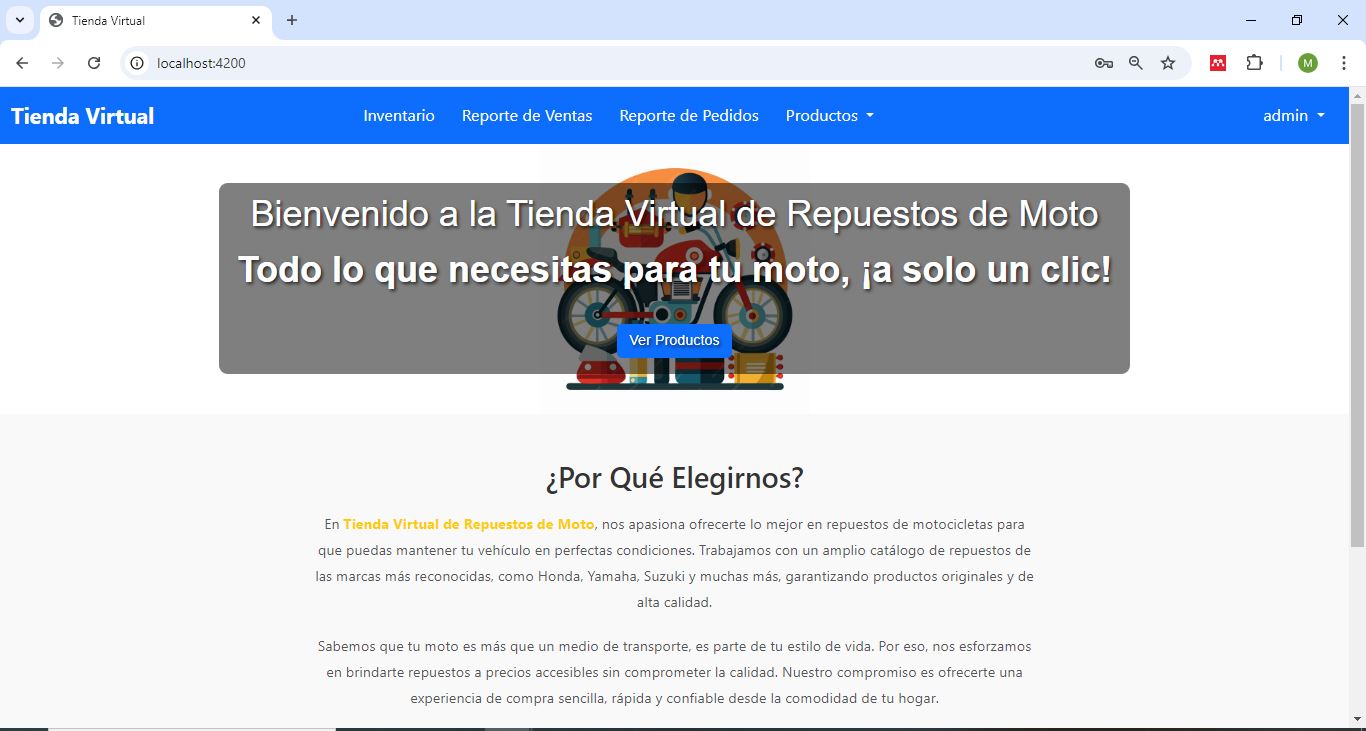 Tienda Virtual
localhost:4200
M
Tienda Virtual
Inventario
Reporte de Ventas
Reporte de Pedidos
Productos
admin
Bienvenido a la Tienda Virtual de Repuestos de Moto
Todo lo que necesitas para tu moto, ¡a solo un clic!
Ver Productos
¿Por Qué Elegirnos?
En Tienda Virtual de Repuestos de Moto, nos apasiona ofrecerte lo mejor en repuestos de motocicletas para
que puedas mantener tu vehículo en perfectas condiciones. Trabajamos con un amplio catálogo de repuestos de
las marcas más reconocidas, como Honda, Yamaha, Suzuki y muchas más, garantizando productos originales y de
alta calidad.
Sabemos que tu moto es más que un medio de transporte, es parte de tu estilo de vida. Por eso, nos esforzamos
en brindarte repuestos a precios accesibles sin comprometer la calidad. Nuestro compromiso es ofrecerte una
experiencia de compra sencilla, rápida y confiable desde la comodidad de tu hogar.